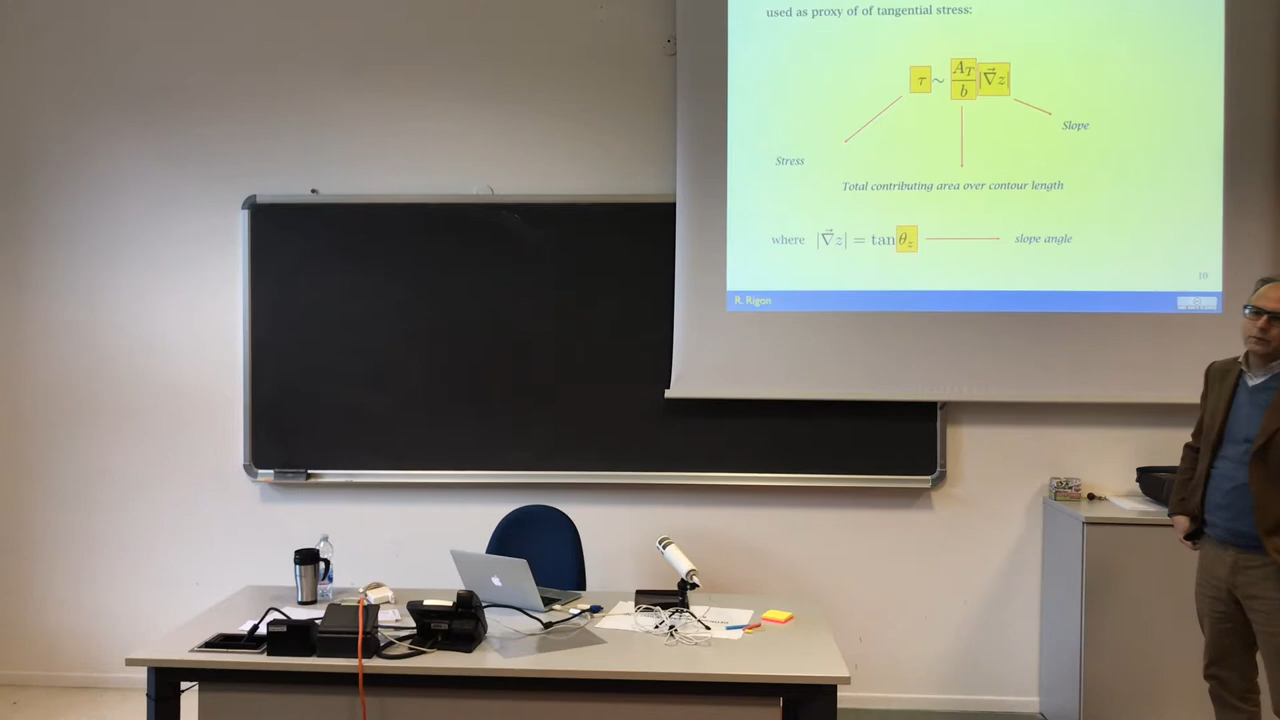 used as proxy of of tangential stress:
τ ~ A_T/b |∇⃗z|
Slope
Stress
Total contributing area over contour length
where |∇⃗z| = tan θ_z
slope angle
10
R. Rigon